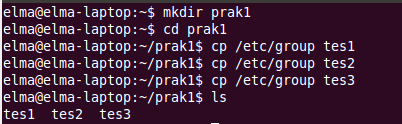 elma@elma-laptop:~$ mkdir prak1
elma@elma-laptop:~$ cd prak1
elma@elma-laptop:~/prak1$ cp /etc/group tes1
elma@elma-laptop:~/prak1$ cp /etc/group tes2
elma@elma-laptop:~/prak1$ cp /etc/group tes3
elma@elma-laptop:~/prak1$ ls
tes1  tes2  tes3